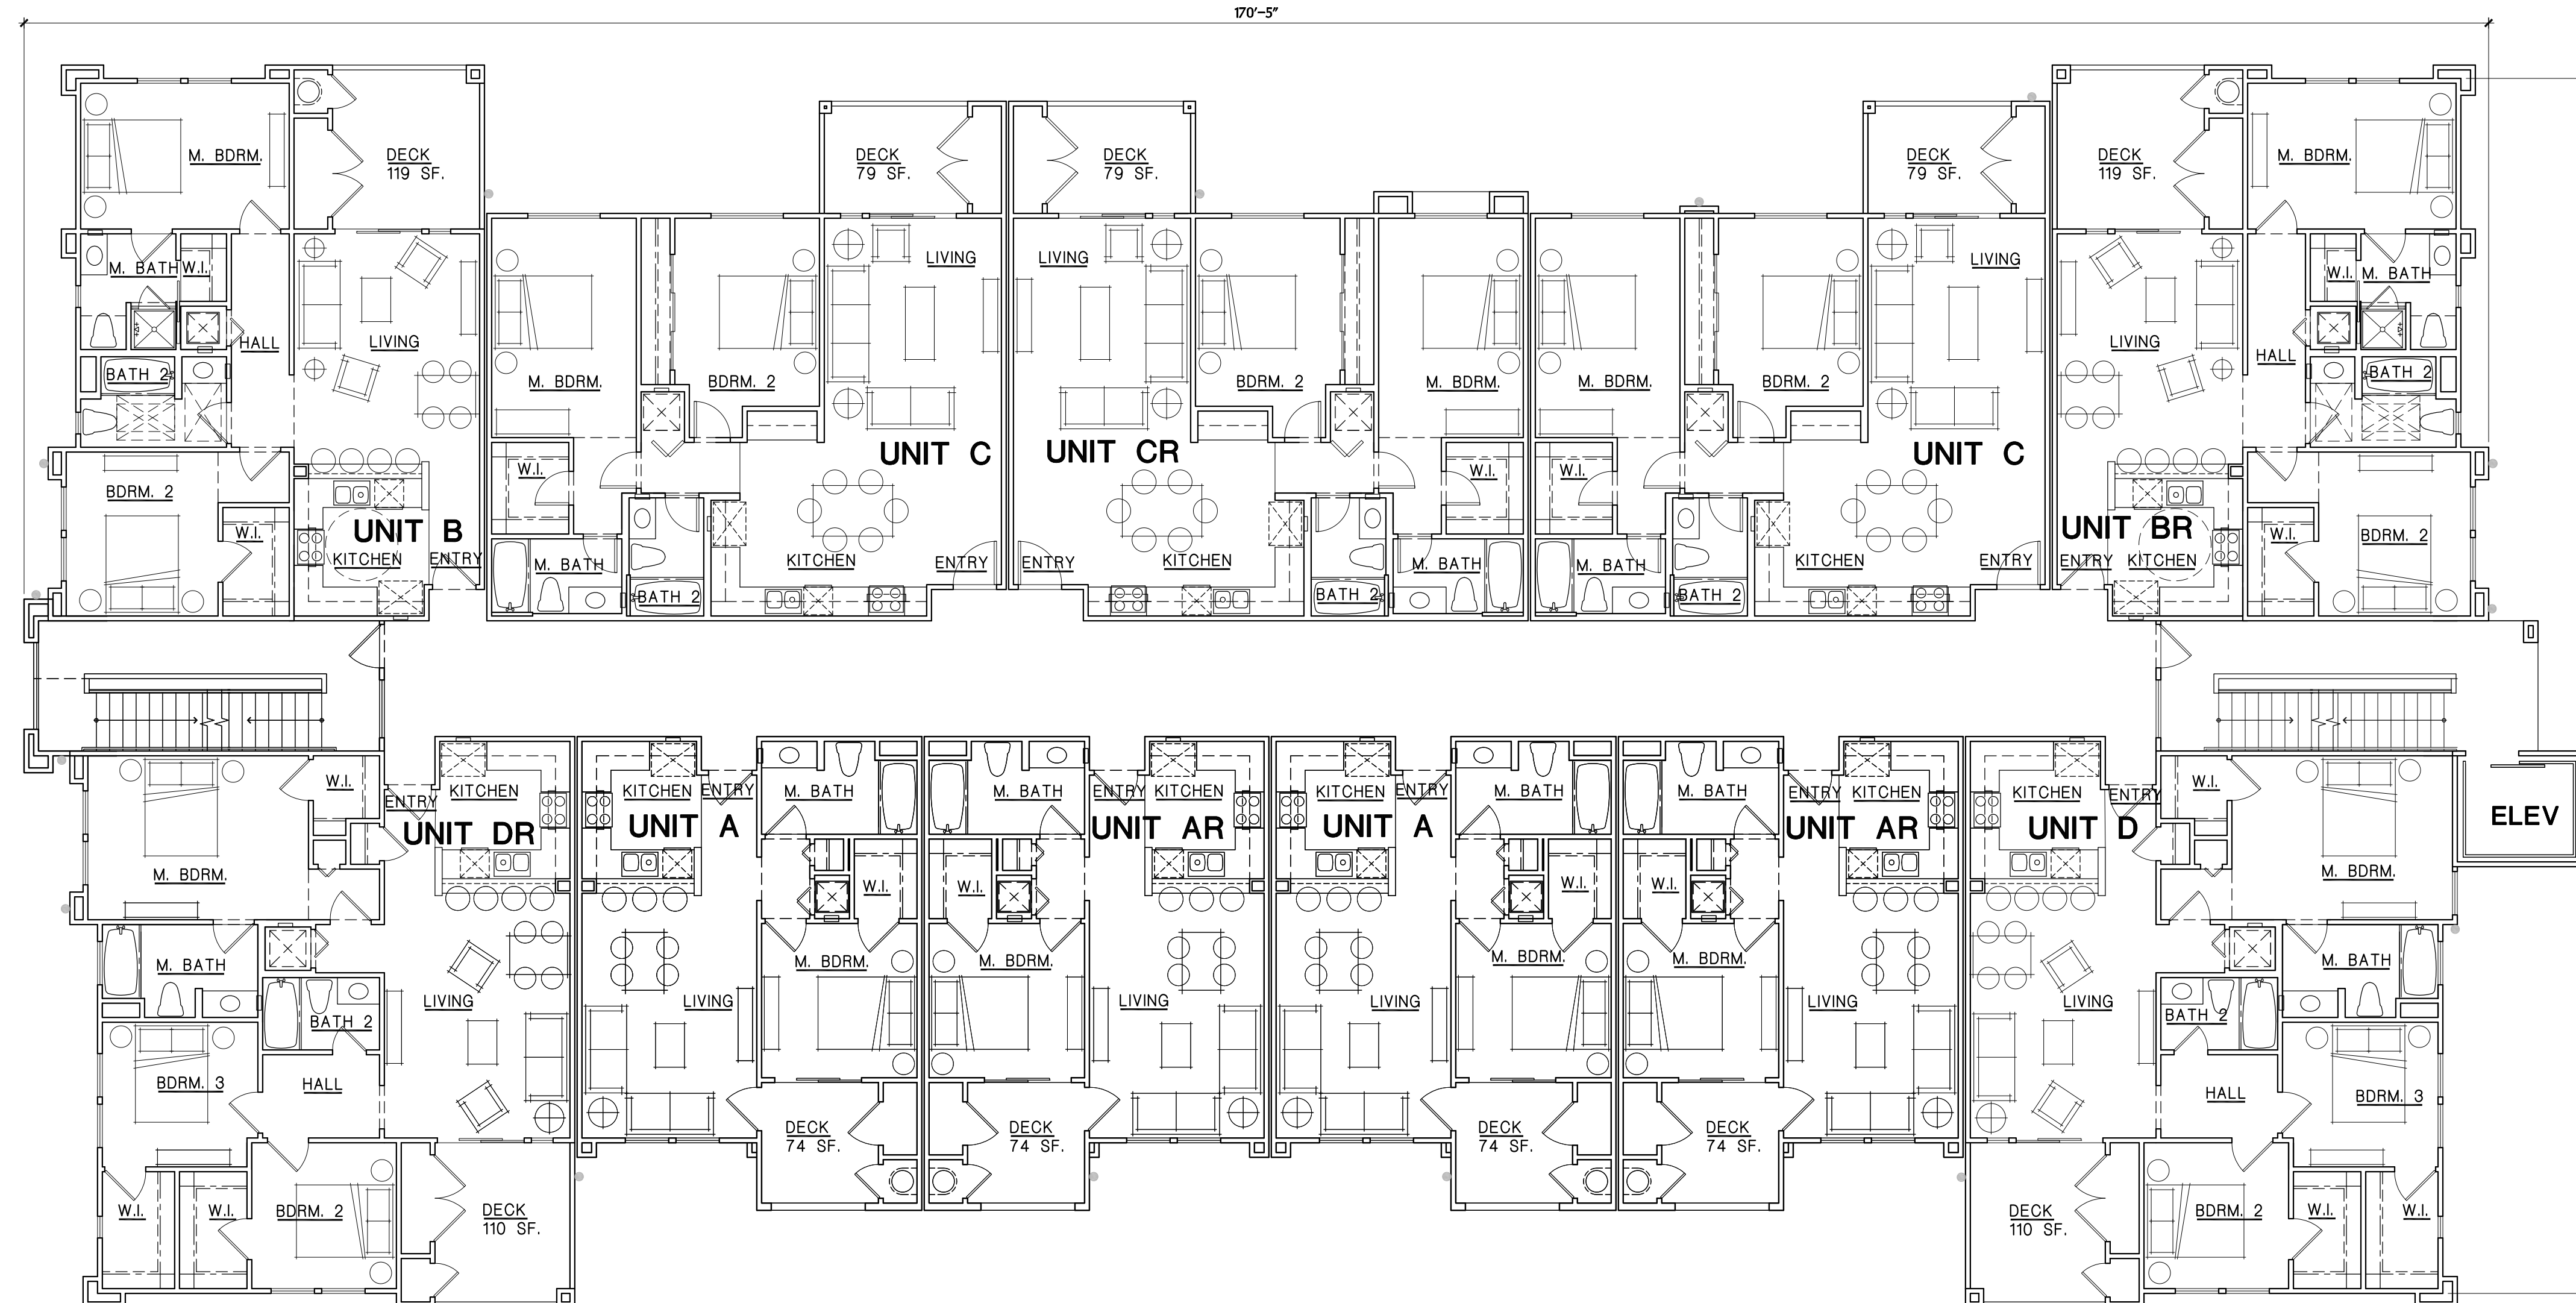 170'-5"
M. BDRM.
DECK
119 SF.
DECK
79 SF.
DECK
79 SF.
DECK
79 SF.
DECK
119 SF.
M. BDRM.
M. BATH
W.I.
HALL
LIVING
BATH 2
LIVING
LIVING
LIVING
LIVING
HALL
W.I.
M. BATH
BATH 2
M. BDRM.
BDRM. 2
BDRM. 2
M. BDRM.
M. BDRM.
BDRM. 2
UNIT C
UNIT CR
UNIT C
BDRM. 2
W.I.
UNIT B
KITCHEN
ENTRY
W.I.
M. BATH
BATH 2
KITCHEN
ENTRY
ENTRY
KITCHEN
BATH 2
M. BATH
W.I.
W.I.
M. BATH
BATH 2
KITCHEN
ENTRY
UNIT BR
ENTRY
KITCHEN
W.I.
BDRM. 2
W.I.
ENTRY
KITCHEN
UNIT DR
M. BDRM.
KITCHEN
ENTRY
UNIT A
M. BATH
M. BATH
ENTRY
KITCHEN
UNIT AR
KITCHEN
ENTRY
UNIT A
M. BATH
M. BATH
ENTRY
KITCHEN
UNIT AR
KITCHEN
ENTRY
UNIT D
W.I.
M. BDRM.
ELEV
W.I.
W.I.
W.I.
W.I.
M. BATH
LIVING
BATH 2
LIVING
M. BDRM.
M. BDRM.
LIVING
LIVING
M. BDRM.
M. BDRM.
LIVING
LIVING
M. BATH
BATH 2
BDRM. 3
HALL
HALL
BDRM. 3
DECK
74 SF.
DECK
74 SF.
DECK
74 SF.
DECK
74 SF.
W.I.
W.I.
BDRM. 2
DECK
110 SF.
DECK
110 SF.
BDRM. 2
W.I.
W.I.